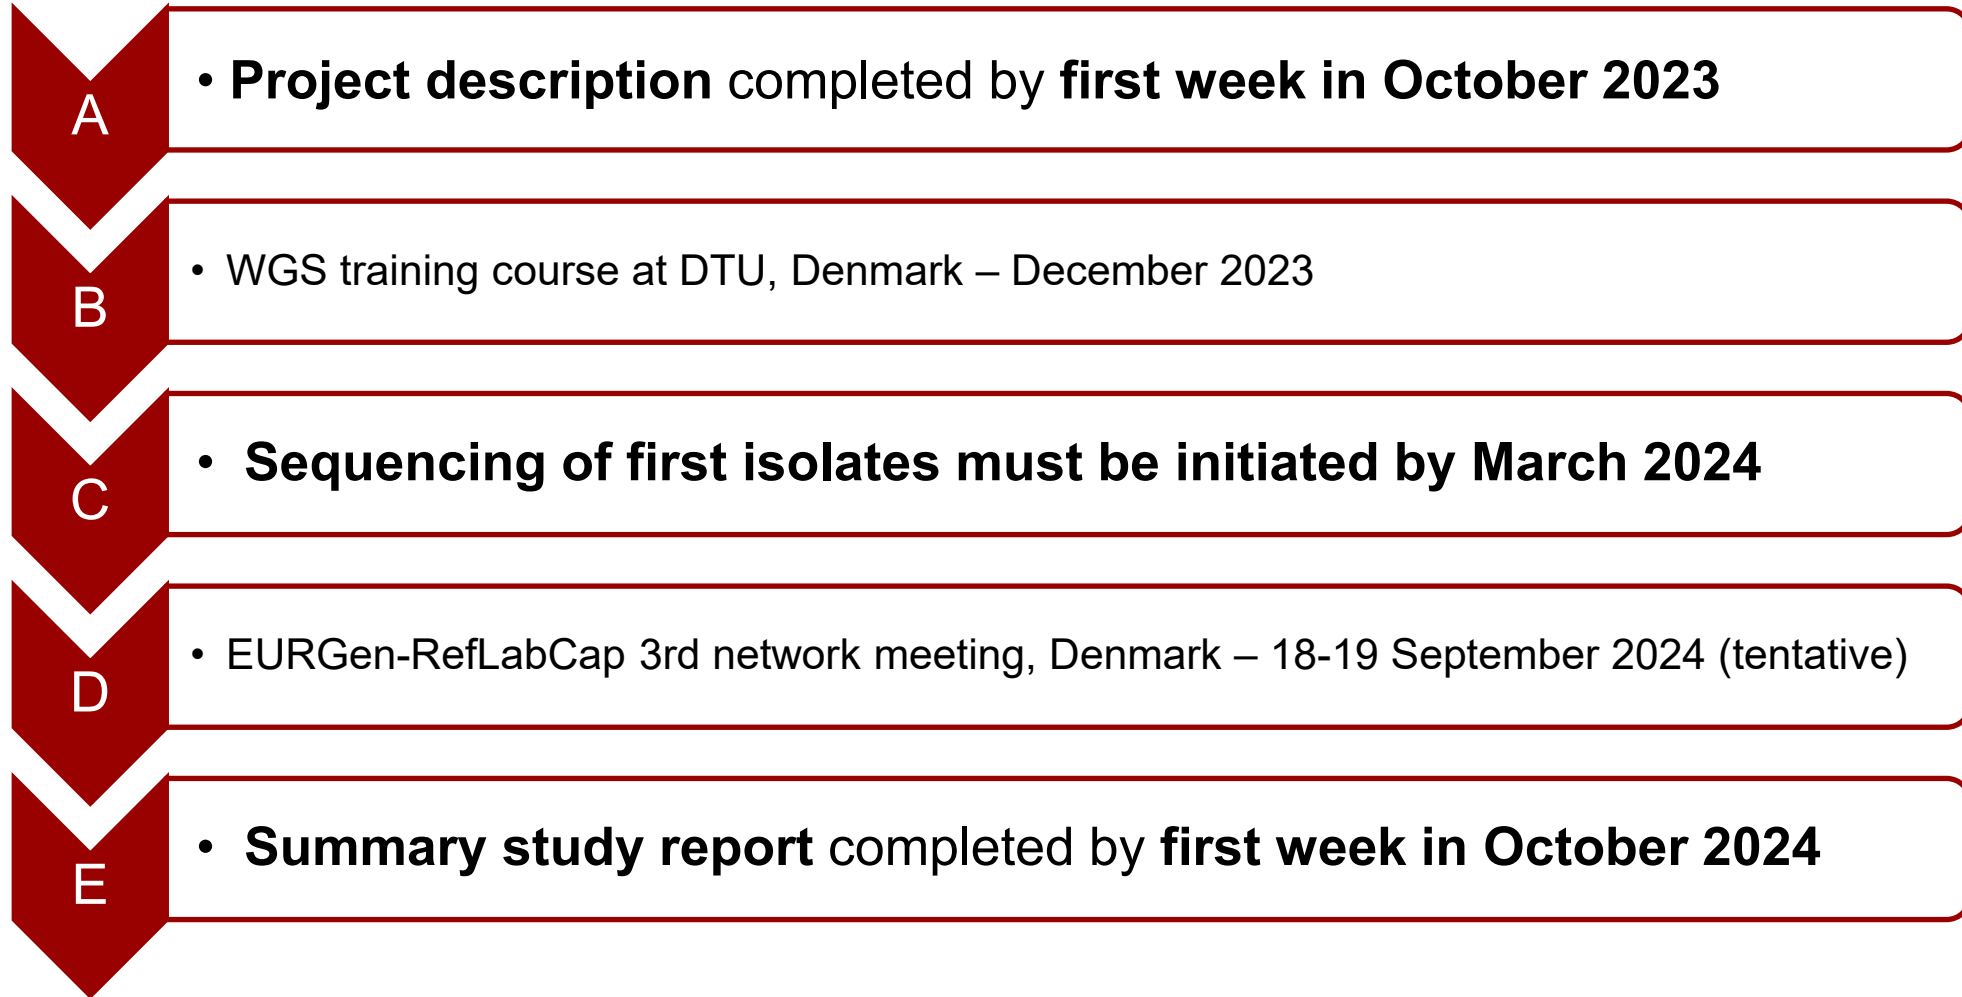 A
• Project description completed by first week in October 2023
B
• WGS training course at DTU, Denmark – December 2023
C
• Sequencing of first isolates must be initiated by March 2024
D
• EURGen-RefLabCap 3rd network meeting, Denmark – 18-19 September 2024 (tentative)
E
• Summary study report completed by first week in October 2024